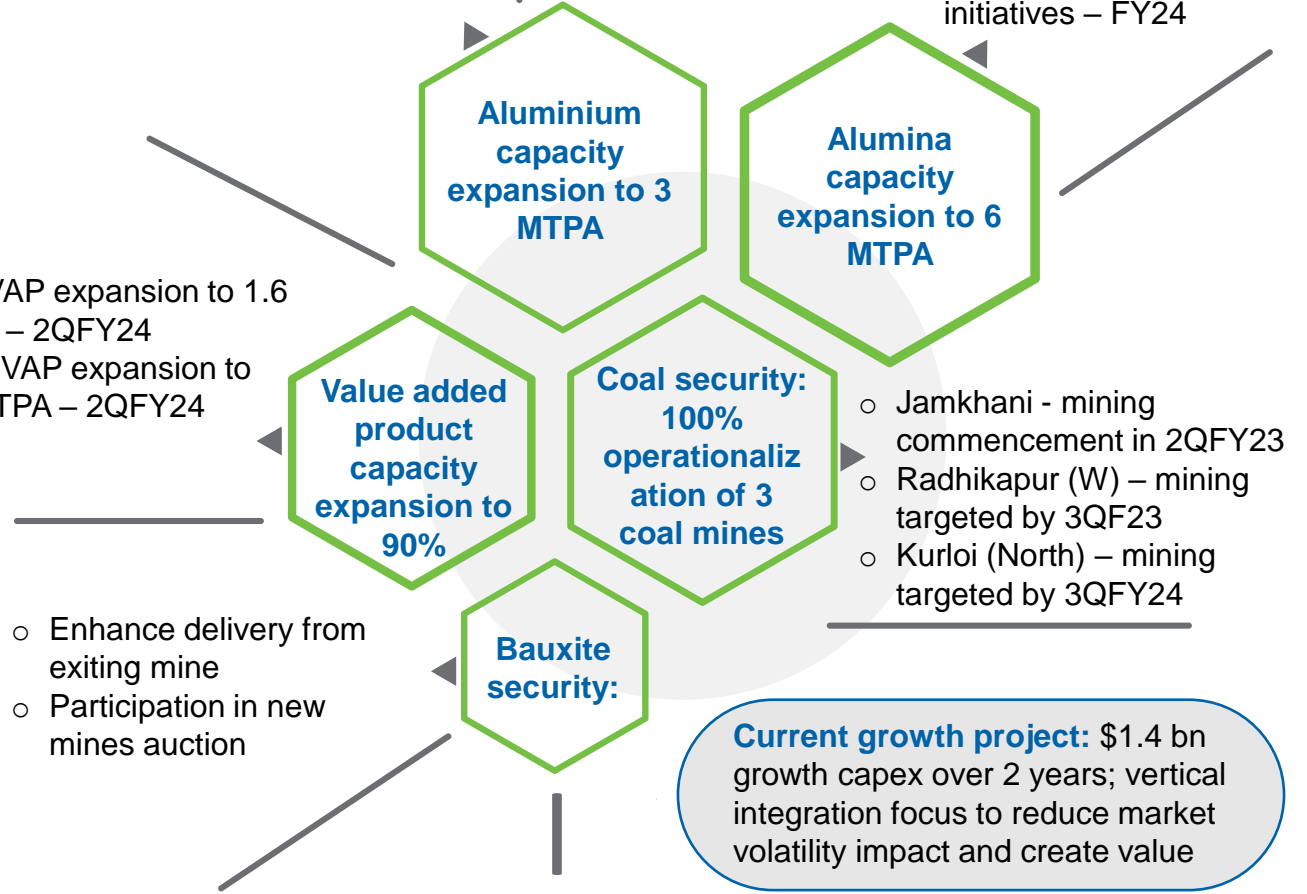 initiatives – FY24
Aluminium
capacity
expansion to 3
MTPA
Alumina
capacity
expansion to 6
MTPA
expansion to 1.6
– 2QFY24
VAP expansion to
– 2QFY24
Value added
product
capacity
expansion to
90%
Coal security:
100%
operationaliz
ation of 3
coal mines
○ Jamkhani - mining
commencement in 2QFY23
○ Radhikapur (W) – mining
targeted by 3QF23
○ Kurloi (North) – mining
targeted by 3QFY24
○ Enhance delivery from
exiting mine
○ Participation in new
mines auction
Bauxite
security:
Current growth project: $1.4 bn
growth capex over 2 years; vertical
integration focus to reduce market
volatility impact and create value